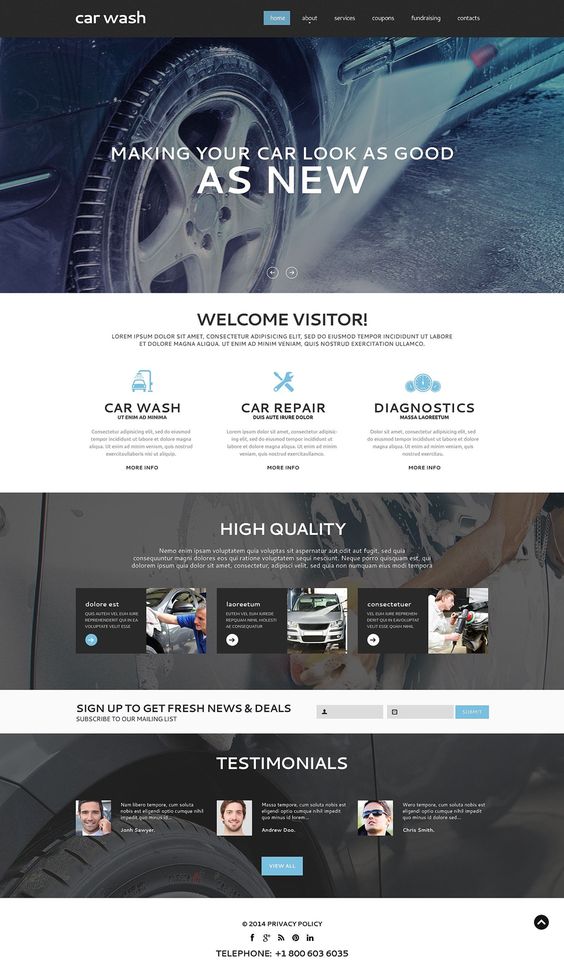 car wash
home about services coupons fundraising contacts
MAKING YOUR CAR LOOK AS GOOD
AS NEW
WELCOME VISITOR!
LOREM IPSUM DOLOR SIT AMET, CONSECTETUR ADIPISICING ELIT, SED DO EIUSMOD TEMPOR INCIDIDUNT UT LABORE
ET DOLORE MAGNA ALIQUA. UT ENIM AD MINIM VENIAM, QUIS NOSTRUD EXERCITATION ULLAMCO.
CAR WASH
UT ENIM AD MINIMA
Consectetur adipisicing elit, sed do eiusmod
tempor incididunt ut labore et dolore magna
aliqua. Ut enim ad minim veniam, quis nostrud
exercitaullaboris nisi ut aliquip.
MORE INFO
CAR REPAIR
DUIS AUTE IRURE DOLOR
Lorem ipsum dolor sit amet, consectetur adipisic-
ing elit, sed do eiusmod tempor incididunt ut
labore et dolore magna aliqua. Ut enim ad minim
veniam, quis nostrud exercitaullamco.
MORE INFO
DIAGNOSTICS
MASSA LAOREETUM
Dolor sit amet, consectetur adipisicing elit, sed
do eiusmod tempor incididunt ut labore et dolore
magna aliqua. Ut enim ad minim veniam, quis
nostrud exercitau.
MORE INFO
HIGH QUALITY
Nemo enim ipsam voluptatem quia voluptas sit aspernatur aut odit aut fugit, sed quia
consequuntur magni dolores eos qui ratione voluptatem sequi nesciunt. Neque porro quisquam est, qui
dolorem ipsum quia dolor sit amet, consectetur, adipisci velit, sed quia non numquam eius modi tempora
dolore est
QUIS AUTEM VEL EUM IURE
REPREHENDERIT QUI IN EA
VOLUPTATE VELIT ESSE
laoreetum
EUTEM VEL EUM IUREDE
REPQUAM NIHIL MOLESTI
AE CONSEQUATUR
consectetuer
VEL EUM IURE REPREHEN-
DERIT QUI IN EAVOLUPTAT
VELIT ESSE QUAM NIHIL
SIGN UP TO GET FRESH NEWS & DEALS
SUBSCRIBE TO OUR MAILING LIST
SUBMIT
TESTIMONIALS
Nam libero tempore, cum soluta
nobis est eligendi optio cumque nihil
impedit quo minus id...
Janh Sawyer.
Massa tempore, cum soluta nobis est
eligendi optio cumque nihil impedit
quo minus id lorem...
Andrew Doo.
Wero tempore, cum soluta nobis est
eligendi optio cumque nihil impedit
quo minus id dolore sed...
Chris Smith.
VIEW ALL
© 2014 PRIVACY POLICY
TELEPHONE: +1 800 603 6035